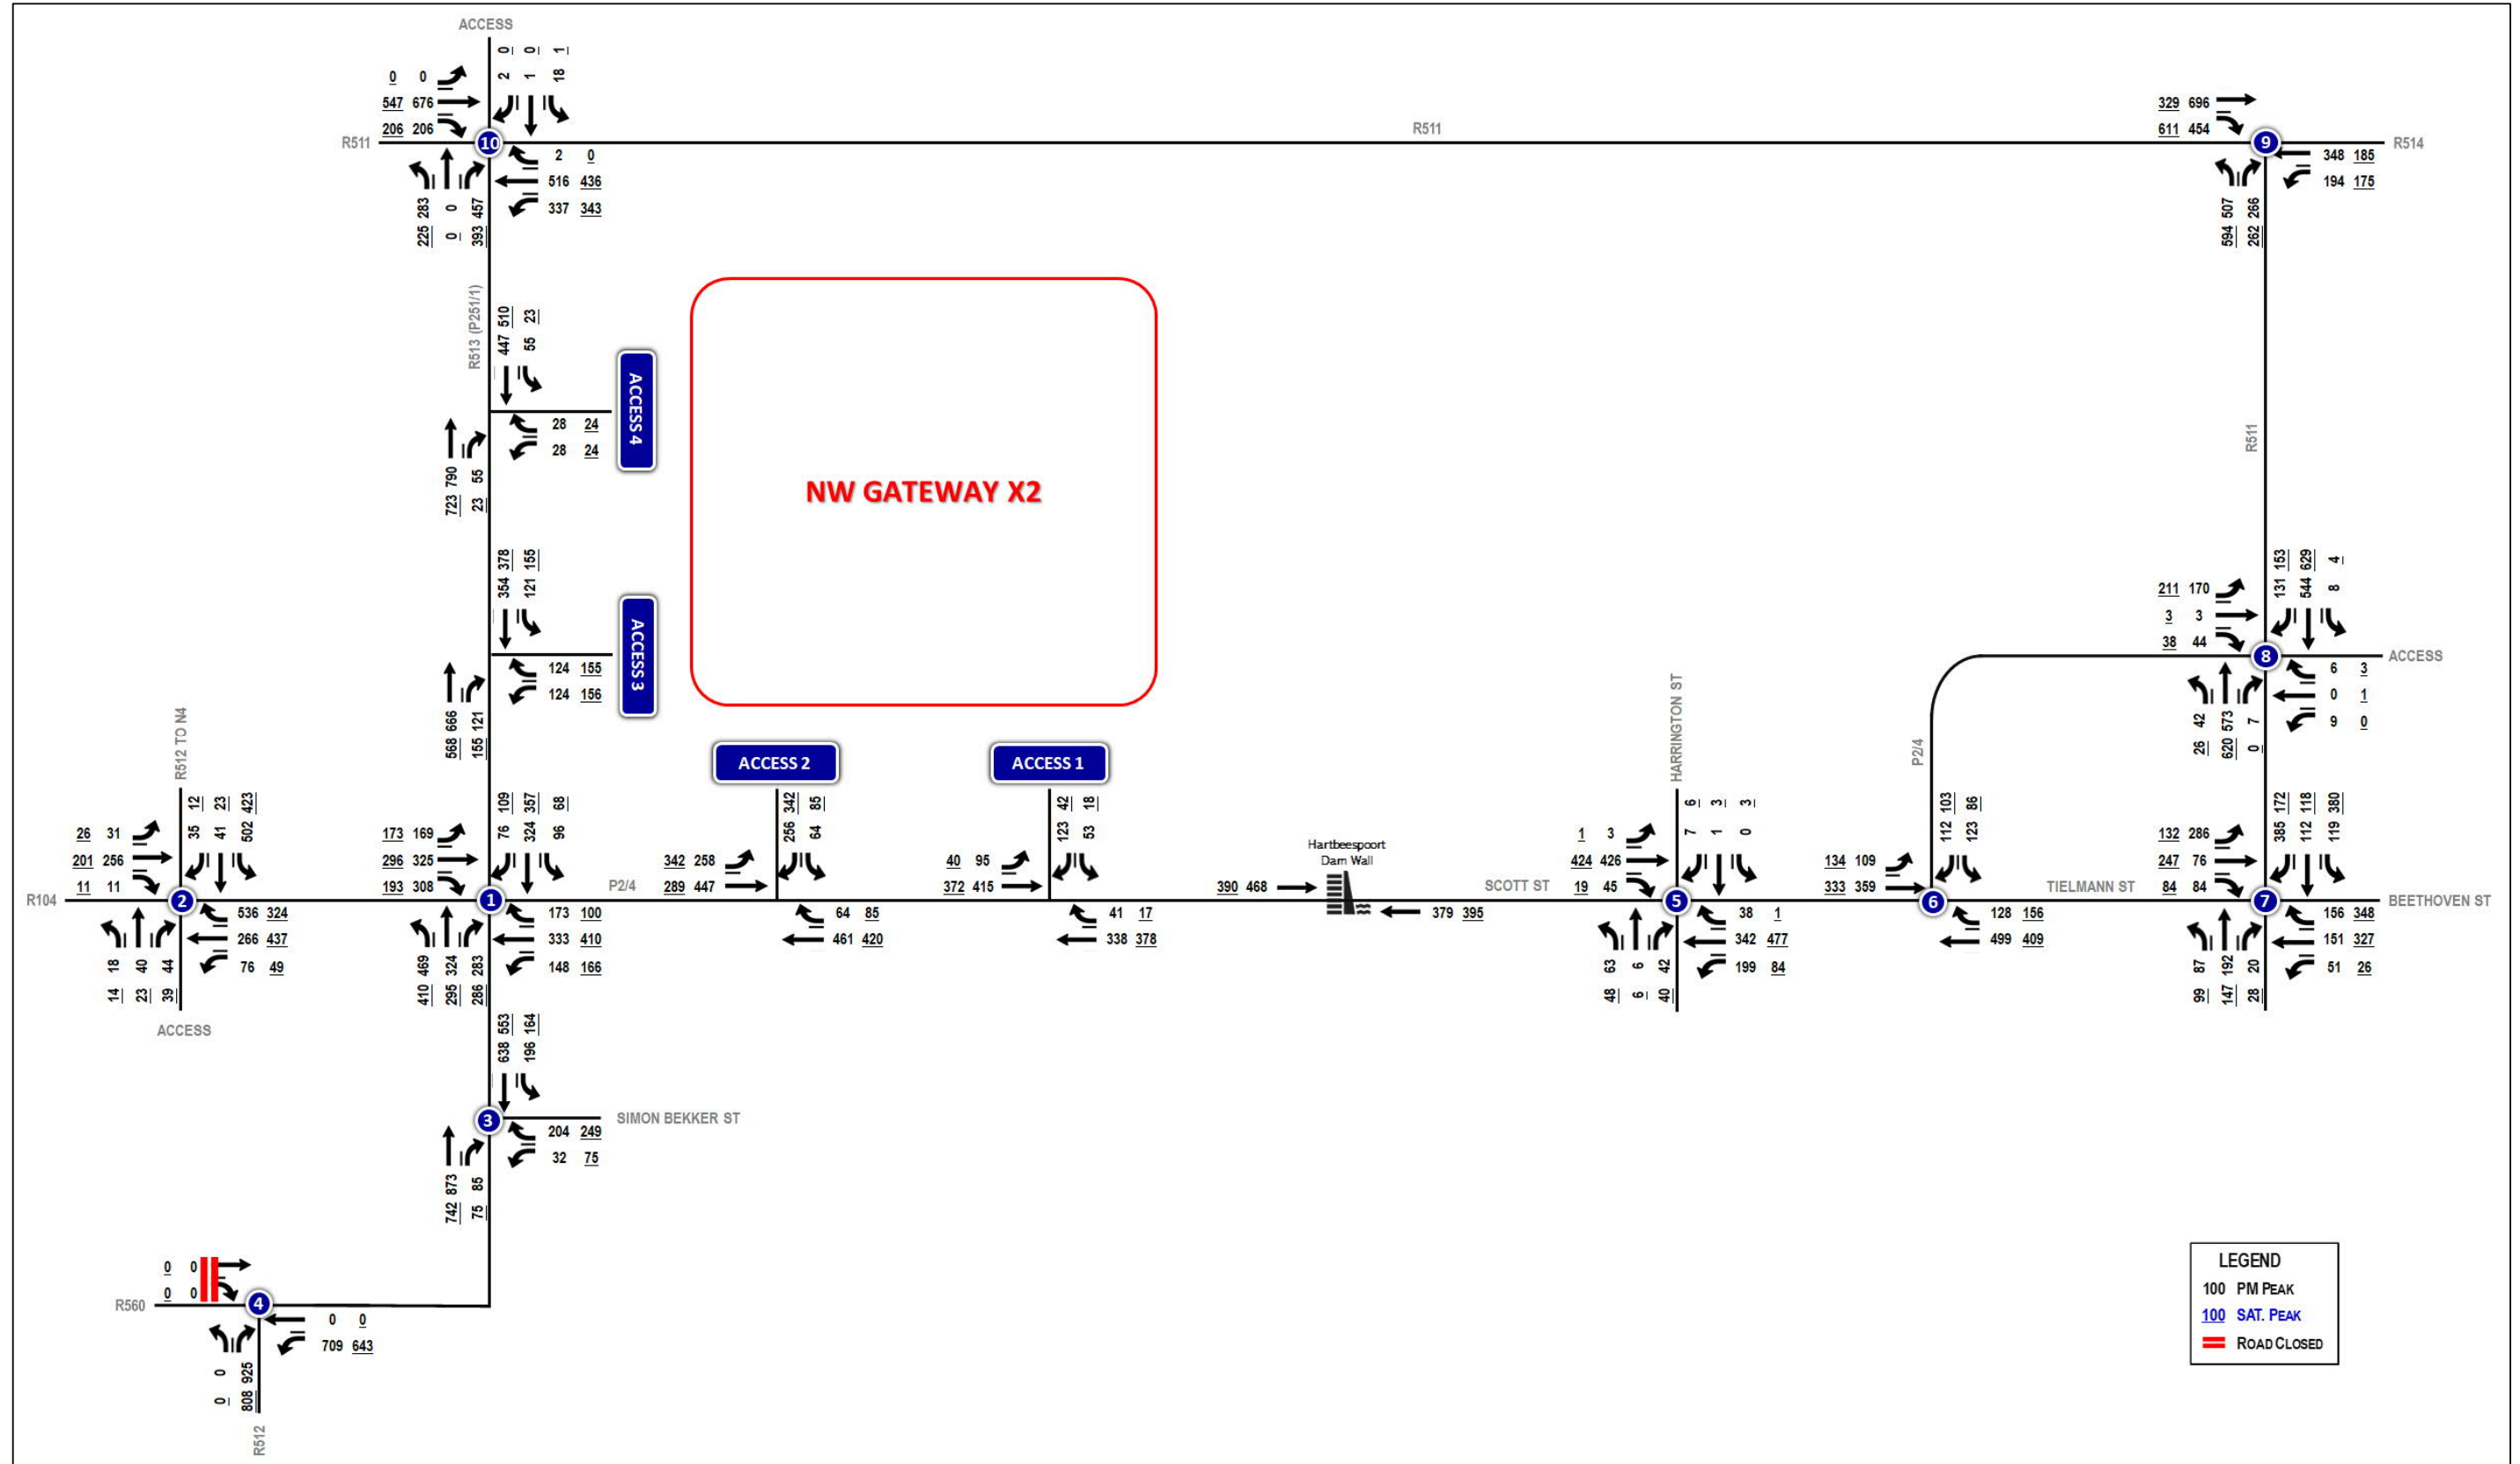 ACCESS
0 0 1
2 1 18
0 0
547 676
206 206
R511
10
2 0
516 436
337 343
283 0 457
225 0 393
R511
329 696
611 454
9
R514
348 185
194 175
507 266
594 262
R513 (P251/1)
510 23
447 55
ACCESS 4
28 24
28 24
790 55
723 23
NW GATEWAY X2
R511
378 155
354 121
ACCESS 3
124 155
124 156
666 121
568 155
153 629 4
131 544 8
211 170
3 3
38 44
8
ACCESS
6 3
0 1
9 0
42 573 7
26 620 0
R512 TO N4
12 23 423
35 41 502
26 31
201 256
11 11
R104
2
536 324
266 437
76 49
18 40 44
14 23 39
ACCESS
109 357 68
76 324 96
173 169
296 325
193 308
1
P2/4
173 100
333 410
148 166
469 324 283
410 295 286
ACCESS 2
342 85
256 64
342 258
289 447
64 85
461 420
ACCESS 1
42 18
123 53
40 95
372 415
41 17
338 378
Hartbeespoort
Dam Wall
390 468
379 395
HARRINGTON ST
6 3 3
7 1 0
1 3
424 426
19 45
SCOTT ST
5
38 1
342 477
199 84
63 6 42
48 6 40
P2/4
103 86
112 123
134 109
333 359
6
TIELMANN ST
128 156
499 409
172 118 380
385 112 119
132 286
247 76
84 84
7
BEETHOVEN ST
156 348
151 327
51 26
87 192 20
99 147 28
553 164
638 196
3
SIMON BEKKER ST
204 249
32 75
873 85
742 75
0 0
0 0
R560
4
0 0
709 643
0 925
0 808
R512
LEGEND
100 PM PEAK
100 SAT. PEAK
ROAD CLOSED